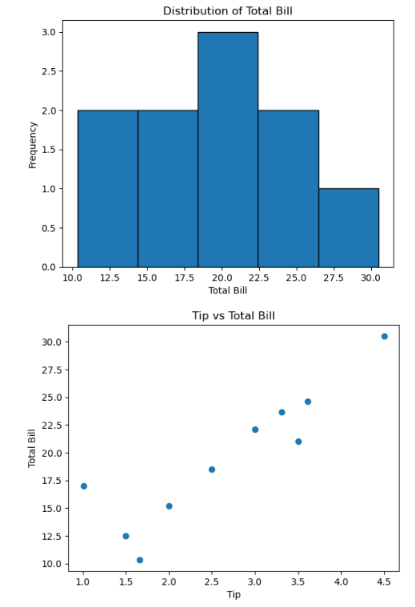 Distribution of Total Bill
3.0
2.5
2.0
1.5
1.0
0.5
0.0
Frequency
10.0 12.5 15.0 17.5 20.0 22.5 25.0 27.5 30.0
Total Bill
Tip vs Total Bill
30.0
27.5
25.0
22.5
20.0
17.5
15.0
12.5
10.0
Total Bill
1.0 1.5 2.0 2.5 3.0 3.5 4.0 4.5
Tip